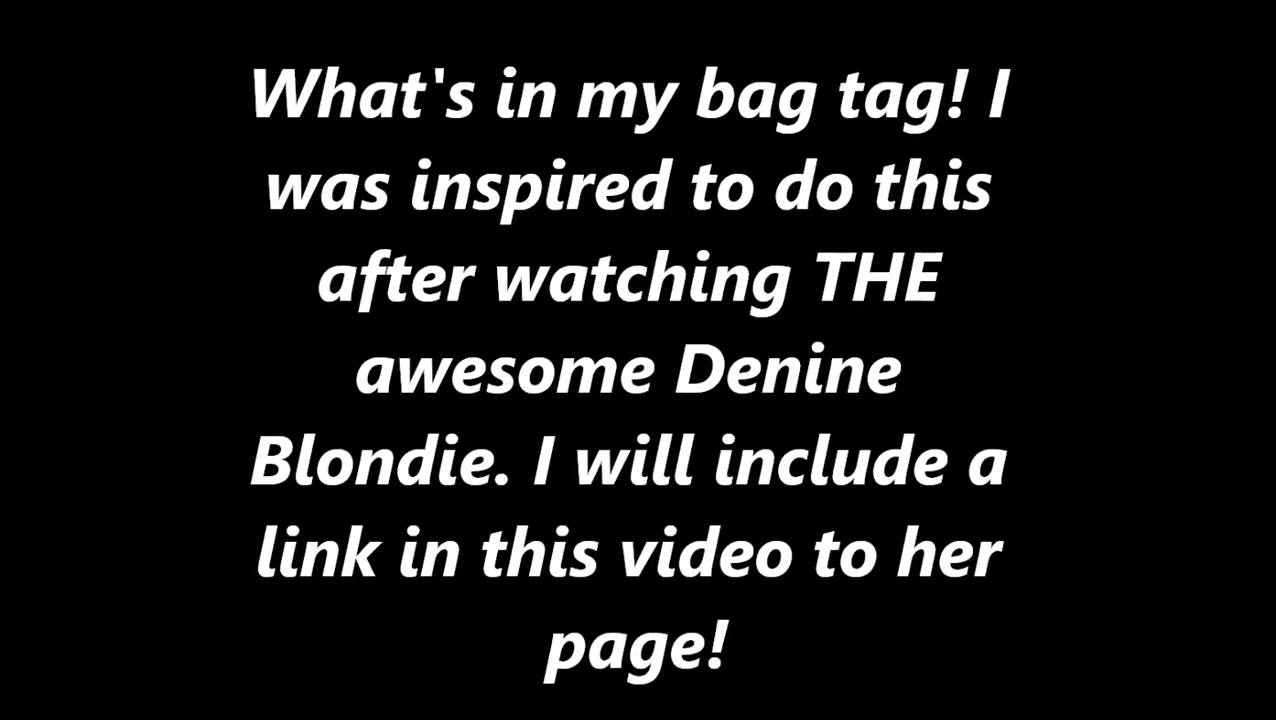 What's in my bag tag! I
was inspired to do this
after watching THE
awesome Denine
Blondie. I will include a
link in this video to her
page!